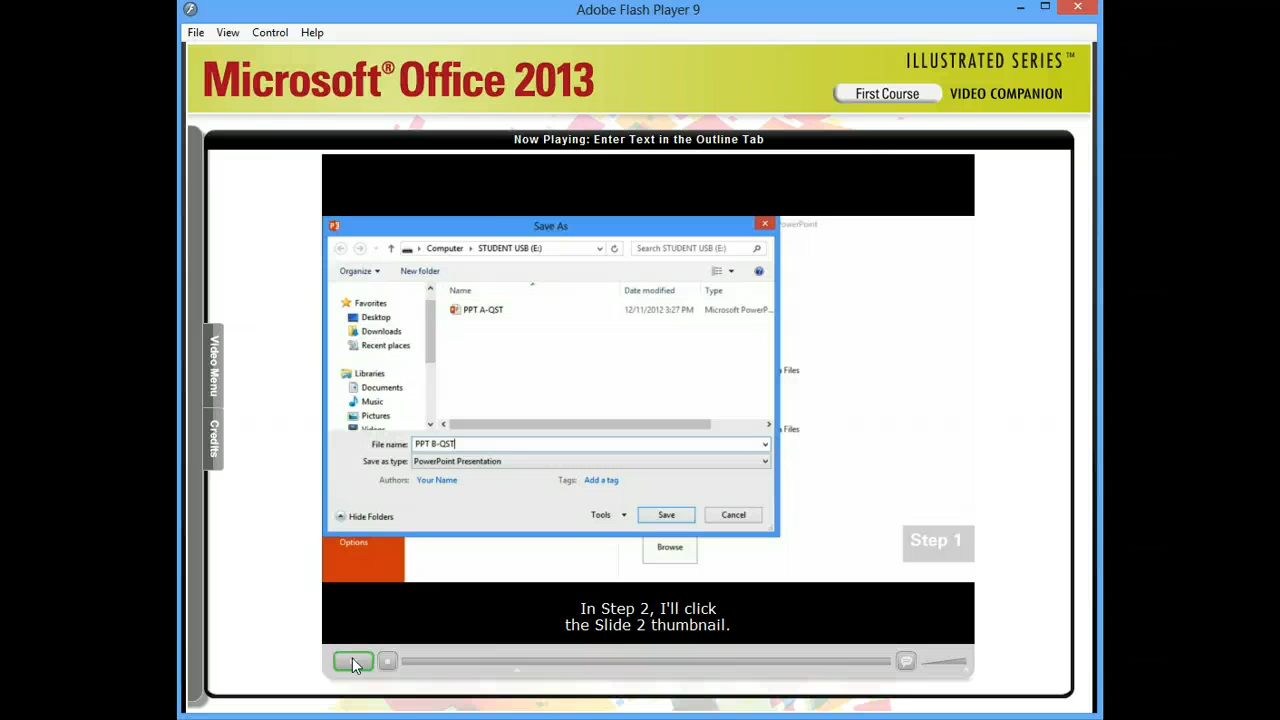 Adobe Flash Player 9
File View Control Help
Microsoft® Office 2013
ILLUSTRATED SERIES™
First Course VIDEO COMPANION
Now Playing: Enter Text in the Outline Tab
Video Menu
Credits
Save As
Computer STUDENT USB (E:) Search STUDENT USB (E:)
Organize New folder
Name Date modified Type
PPT A-QST 12/11/2012 3:27 PM Microsoft PowerP...
Favorites
Desktop
Downloads
Recent places
Libraries
Documents
Music
Pictures
Videos
Files
Files
File name: PPT B-QST
Save as type: PowerPoint Presentation
Authors: Your Name Tags: Add a tag
Hide Folders Tools Save Cancel
Options Browse
Step 1
In Step 2, I'll click
the Slide 2 thumbnail.